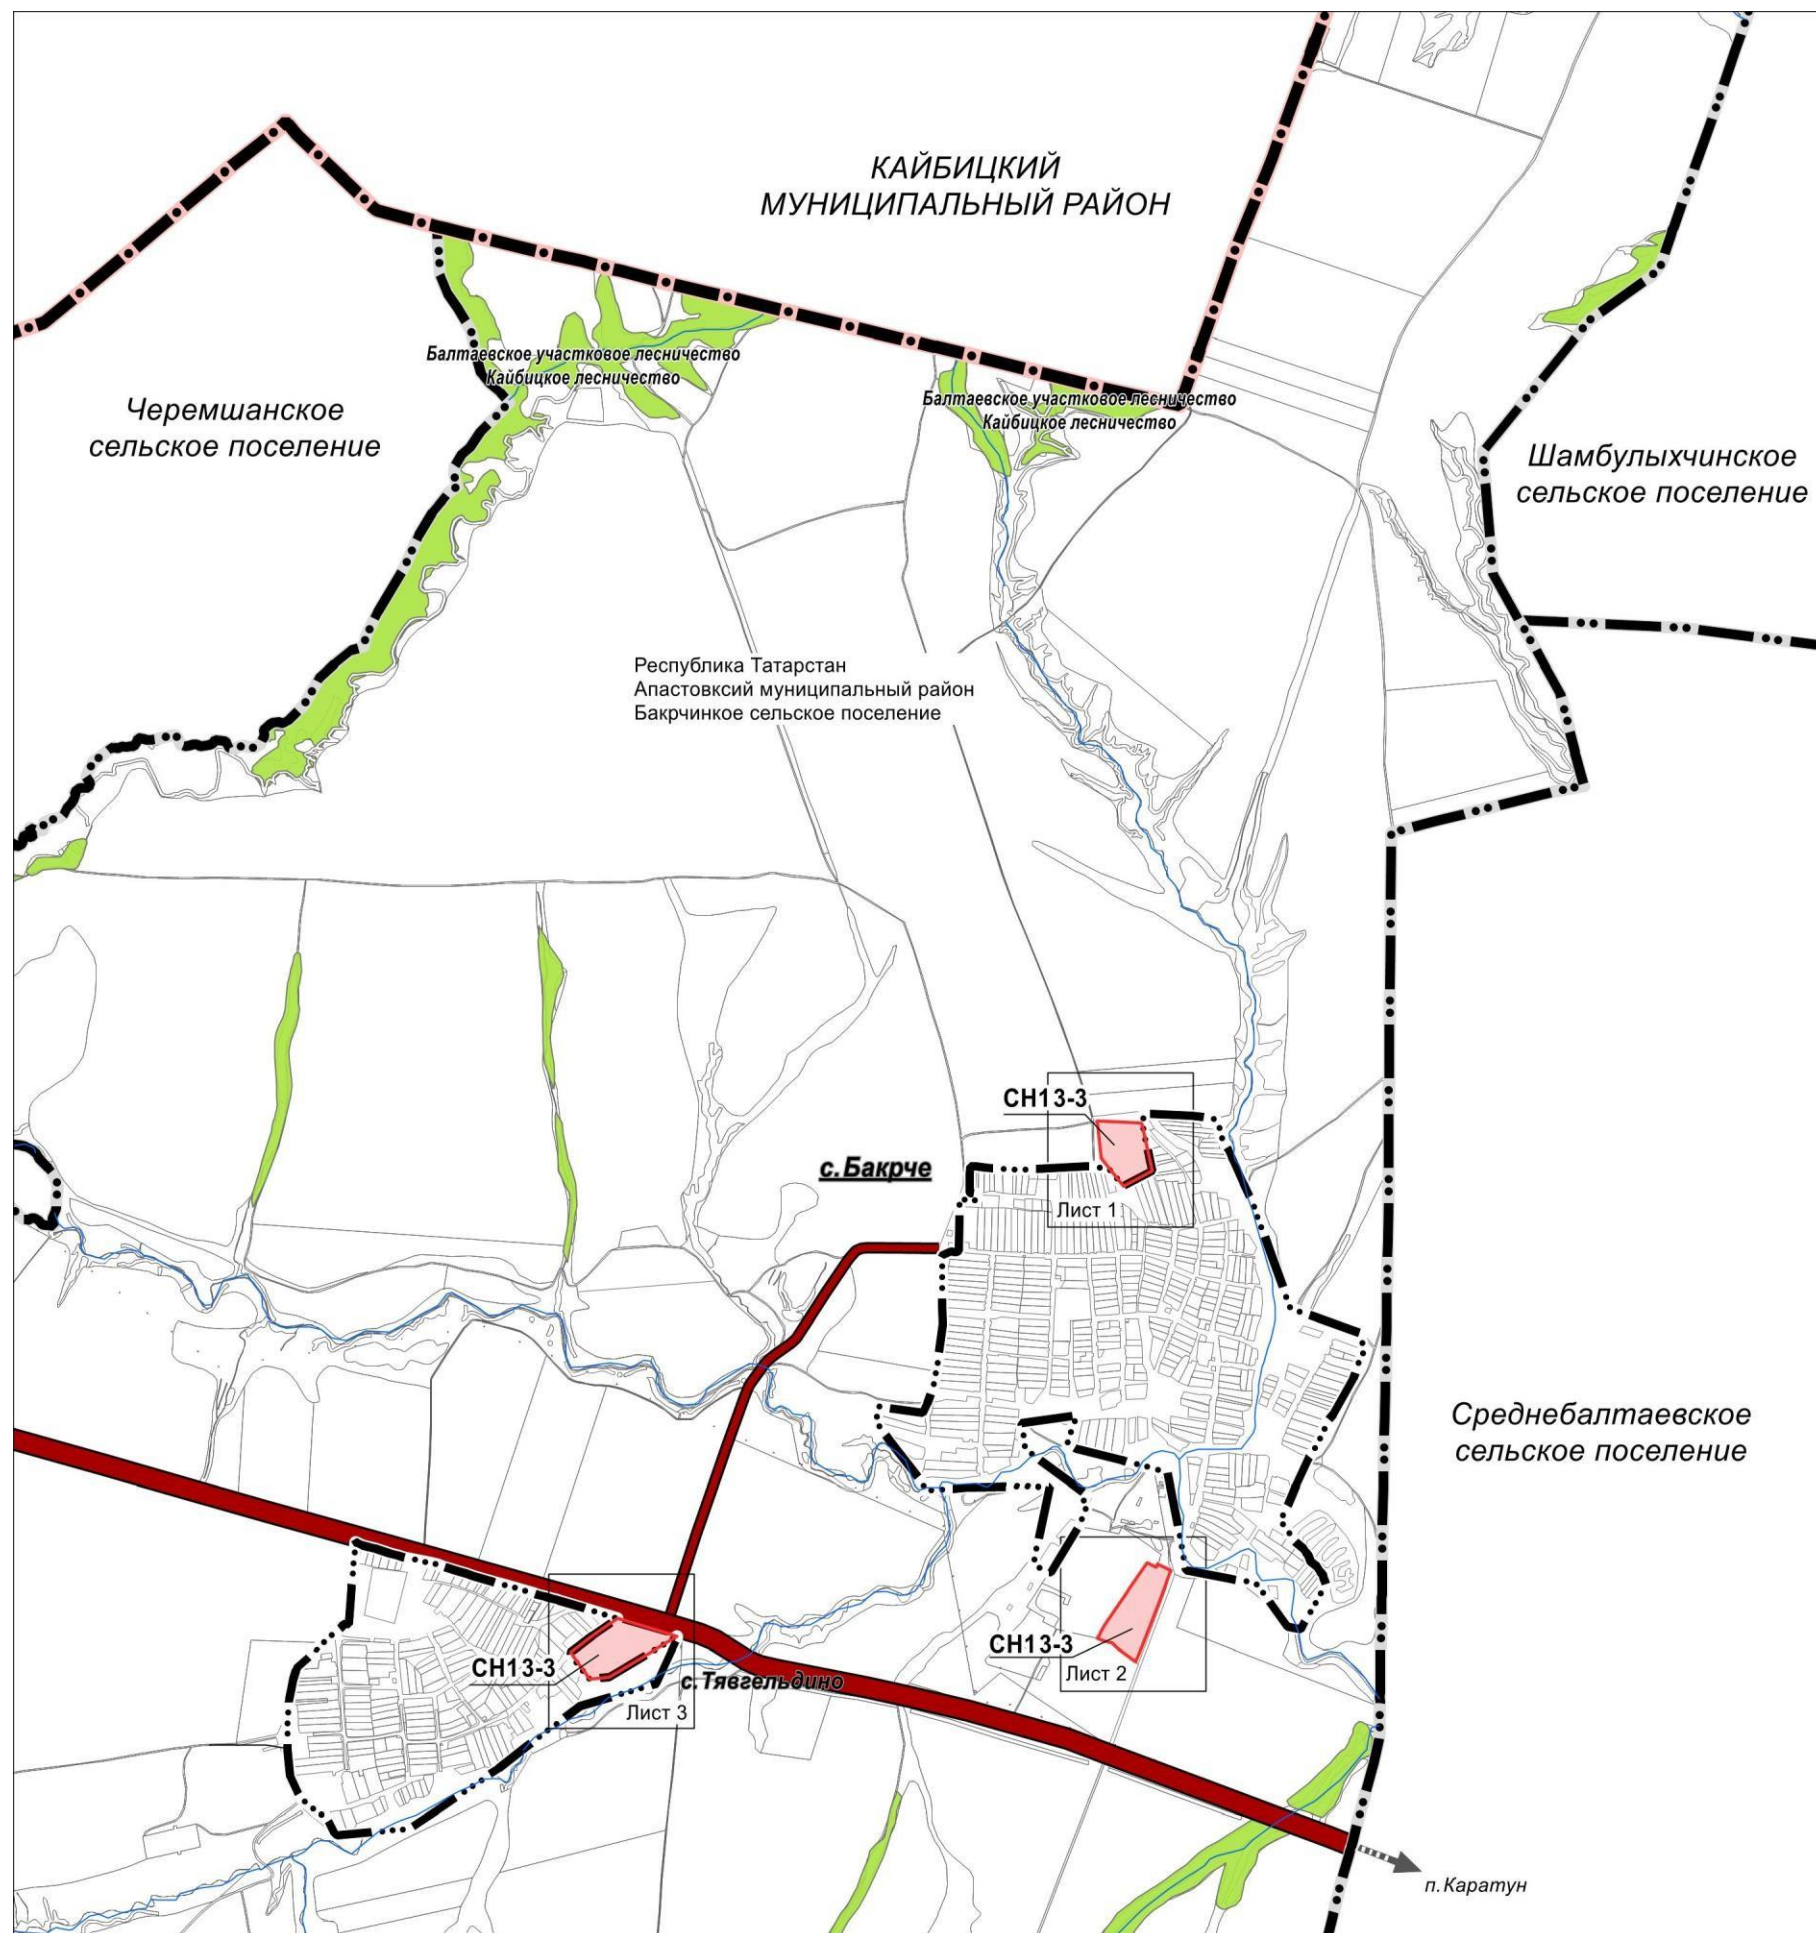 КАЙБИЦКИЙ
МУНИЦИПАЛЬНЫЙ РАЙОН
Балтаевское участковое лесничество
Кайбицкое лесничество
Балтаевское участковое лесничество
Кайбицкое лесничество
Черемшанское
сельское поселение
Шамбулыхчинское
сельское поселение
Республика Татарстан
Апастовксий муниципальный район
Бакрчинкое сельское поселение
СН13-3
с.Бакрче
Лист 1
Среднебалтаевское
сельское поселение
СН13-3
Лист 2
СН13-3
с.Тявгельдино
Лист 3
п.Каратун